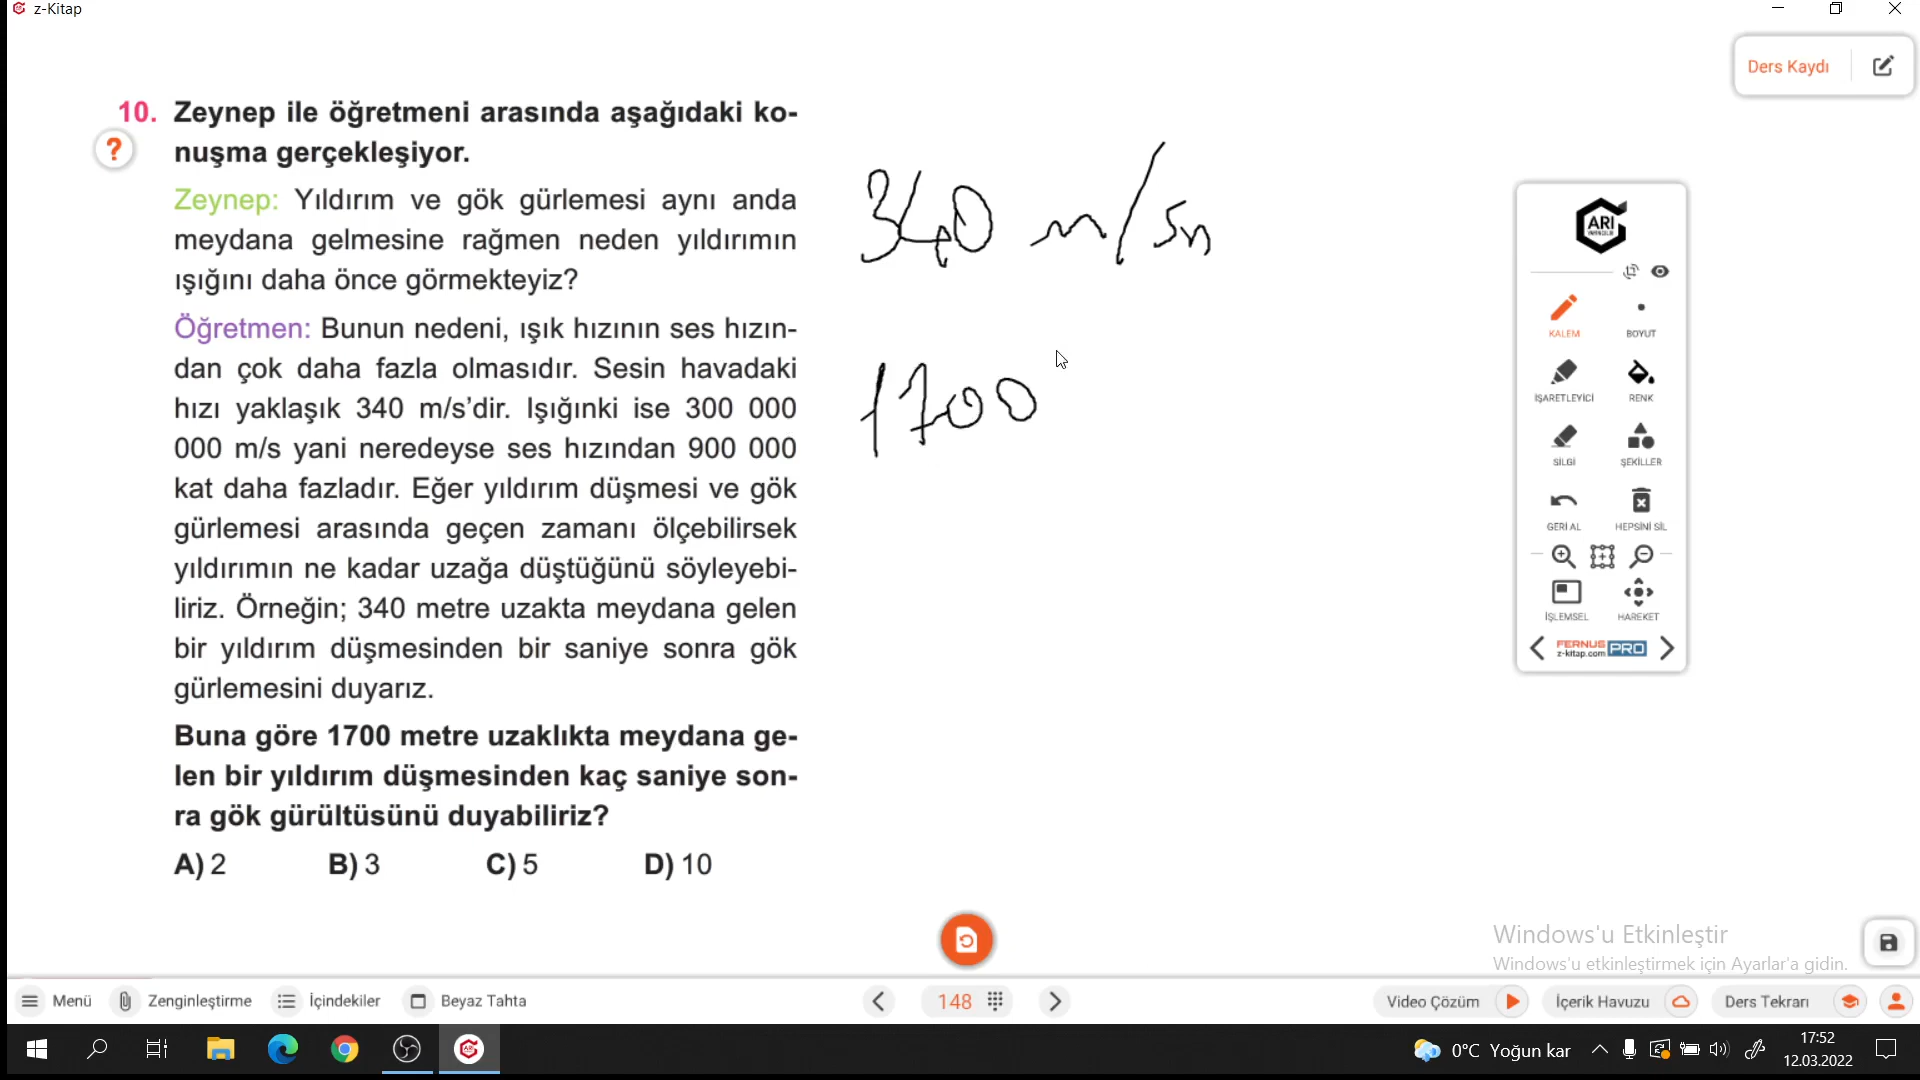 z-Kitap
Ders Kaydı
10. Zeynep ile öğretmeni arasında aşağıdaki ko-
nuşma gerçekleşiyor.
?
Zeynep: Yıldırım ve gök gürlemesi aynı anda
meydana gelmesine rağmen neden yıldırımın
ışığını daha önce görmekteyiz?
Öğretmen: Bunun nedeni, ışık hızının ses hızın-
dan çok daha fazla olmasıdır. Sesin havadaki
hızı yaklaşık 340 m/s'dir. Işığınki ise 300 000
000 m/s yani neredeyse ses hızından 900 000
kat daha fazladır. Eğer yıldırım düşmesi ve gök
gürlemesi arasında geçen zamanı ölçebilirsek
yıldırımın ne kadar uzağa düştüğünü söyleyebi-
liriz. Örneğin; 340 metre uzakta meydana gelen
bir yıldırım düşmesinden bir saniye sonra gök
gürlemesini duyarız.
Buna göre 1700 metre uzaklıkta meydana ge-
len bir yıldırım düşmesinden kaç saniye son-
ra gök gürültüsünü duyabiliriz?
A) 2 B) 3 C) 5 D) 10
340 m/sn
1700
ARI
KALEM BOYUT
İŞARETLEYİCİ RENK
SİLGİ ŞEKİLLER
GERİ AL HEPSİNİ SİL
İŞLEMSEL HAREKET
FERNUS PRO
z-kitap.com
Windows'u Etkinleştir
Windows'u etkinleştirmek için Ayarlar'a gidin.
Menü Zenginleştirme İçindekiler Beyaz Tahta 148 Video Çözüm İçerik Havuzu Ders Tekrarı
0°C Yoğun kar 17:52
12.03.2022